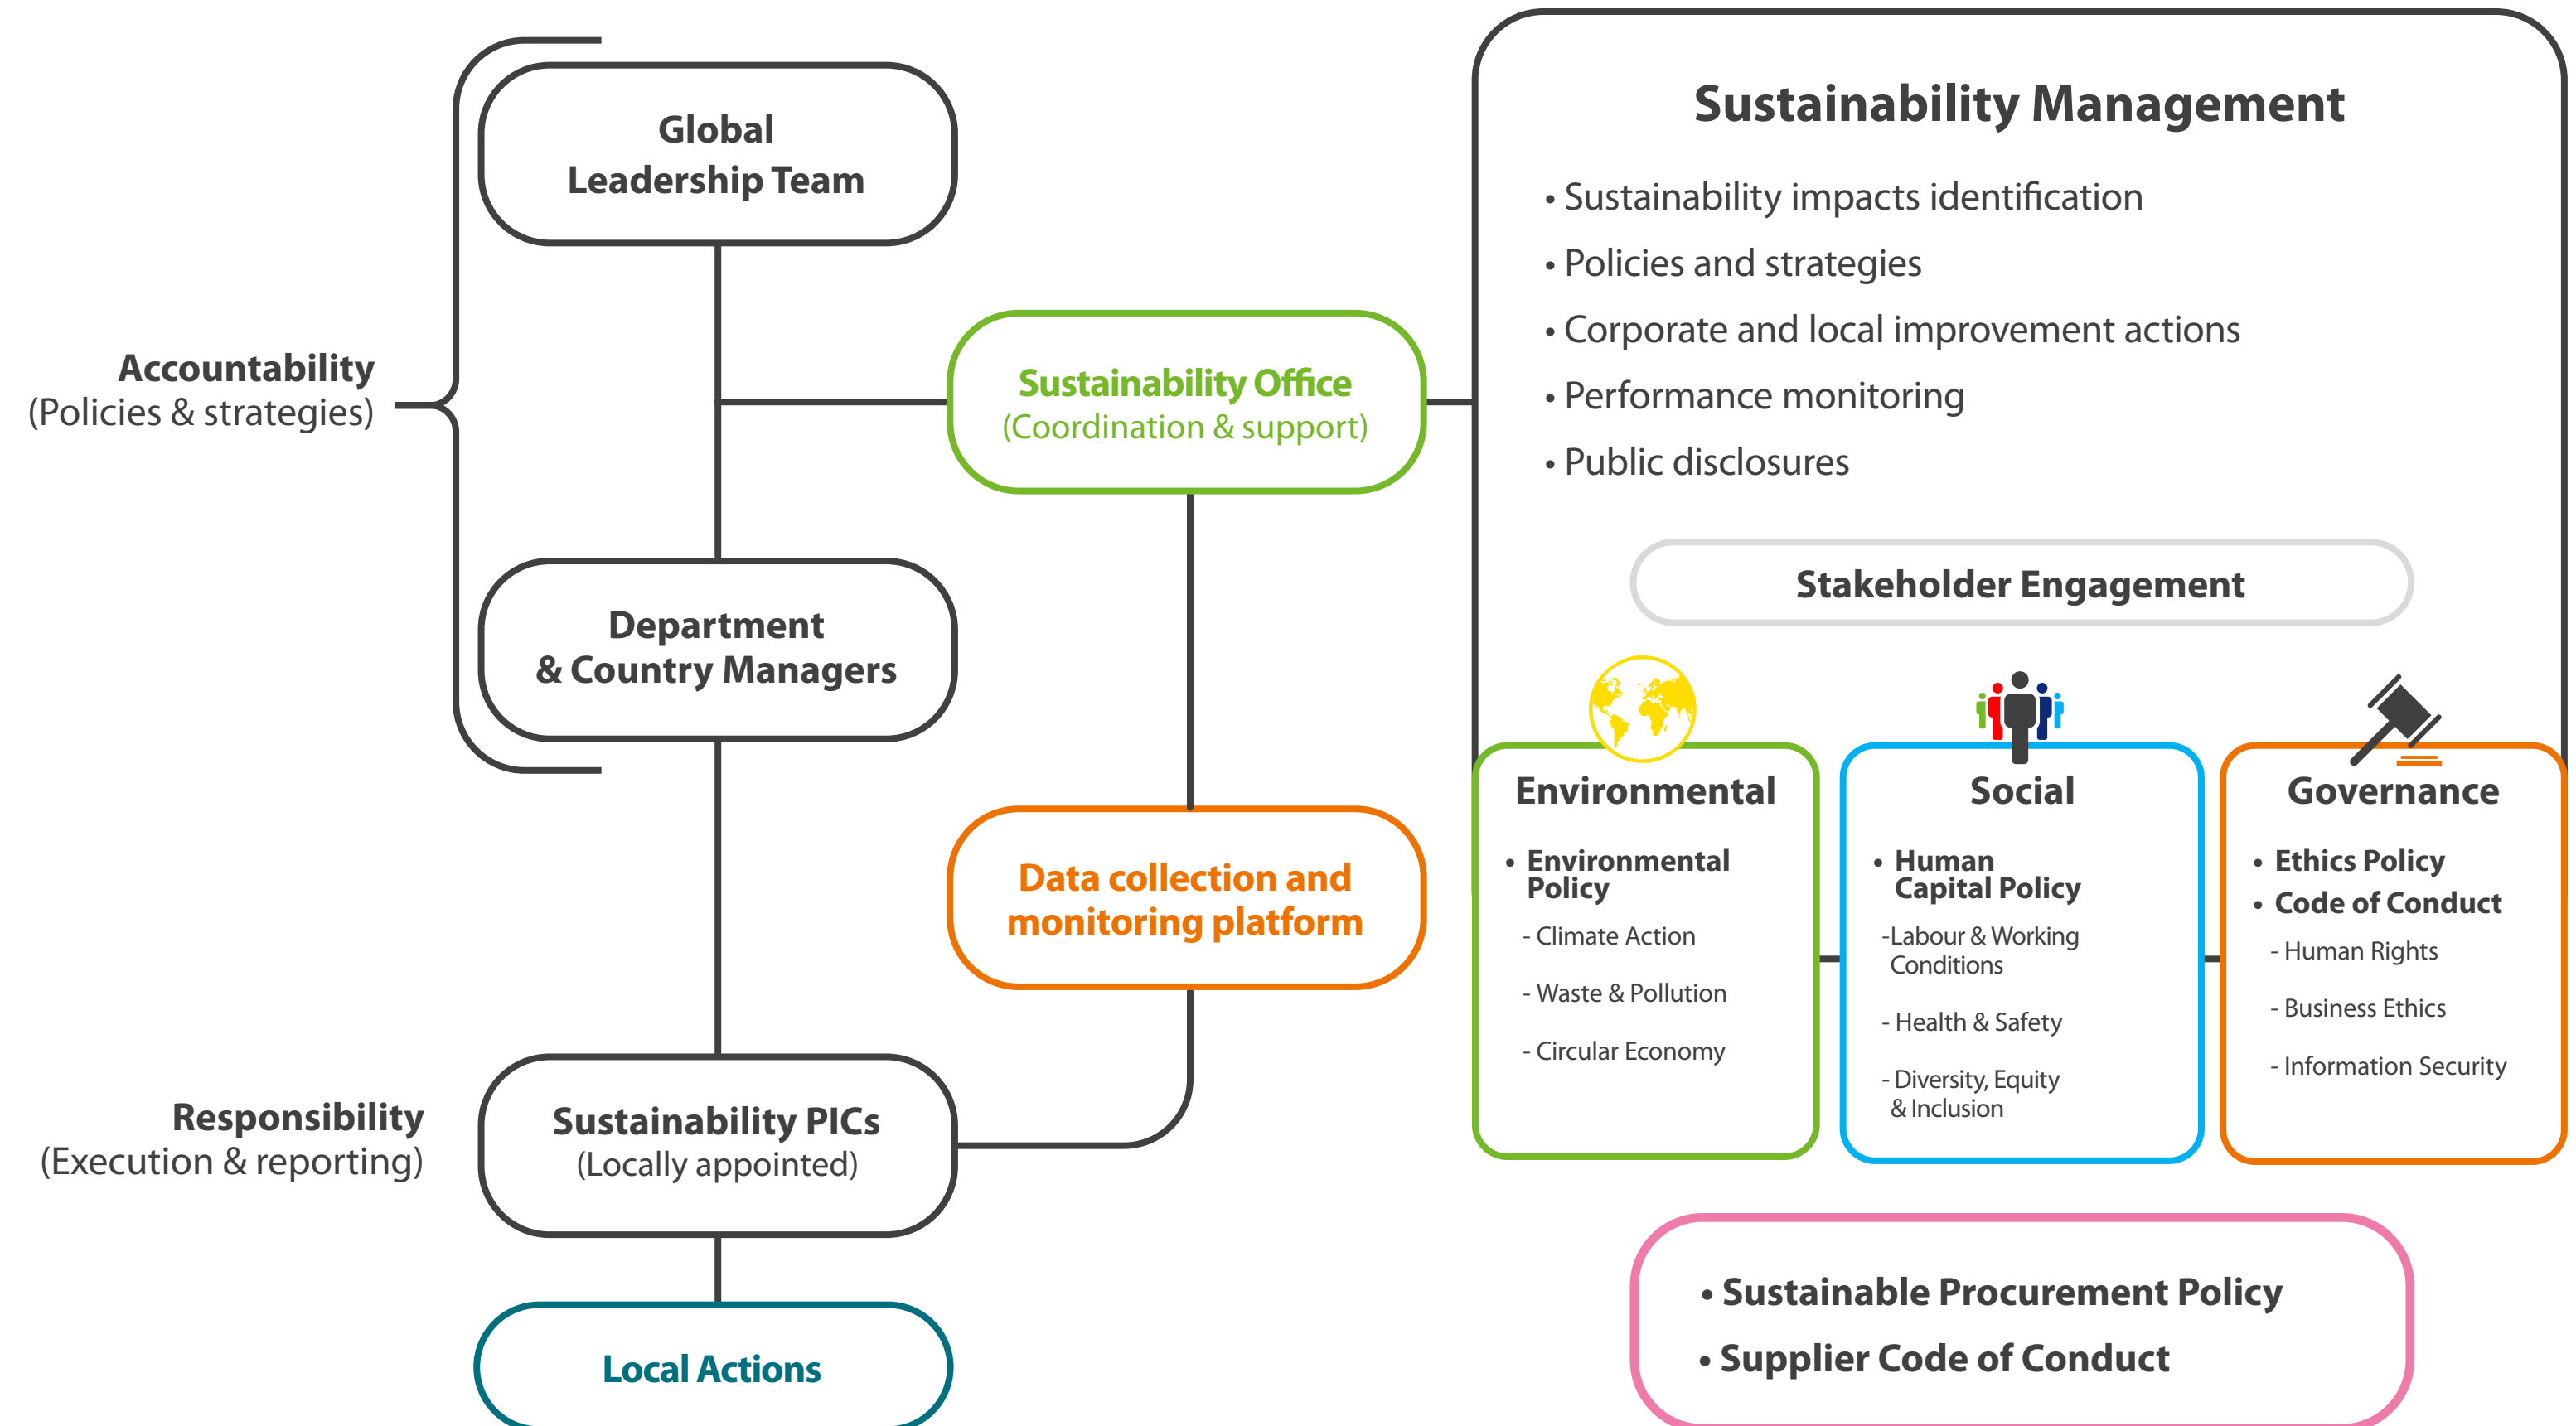 Global
Leadership Team
Accountability
(Policies & strategies)
Sustainability Office
(Coordination & support)
Department
& Country Managers
Data collection and
monitoring platform
Responsibility
(Execution & reporting)
Sustainability PICs
(Locally appointed)
Local Actions
Sustainability Management
• Sustainability impacts identification
• Policies and strategies
• Corporate and local improvement actions
• Performance monitoring
• Public disclosures
Stakeholder Engagement
Environmental
• Environmental
Policy
- Climate Action
- Waste & Pollution
- Circular Economy
Social
• Human
Capital Policy
-Labour & Working
Conditions
- Health & Safety
- Diversity, Equity
& Inclusion
Governance
• Ethics Policy
• Code of Conduct
- Human Rights
- Business Ethics
- Information Security
• Sustainable Procurement Policy
• Supplier Code of Conduct